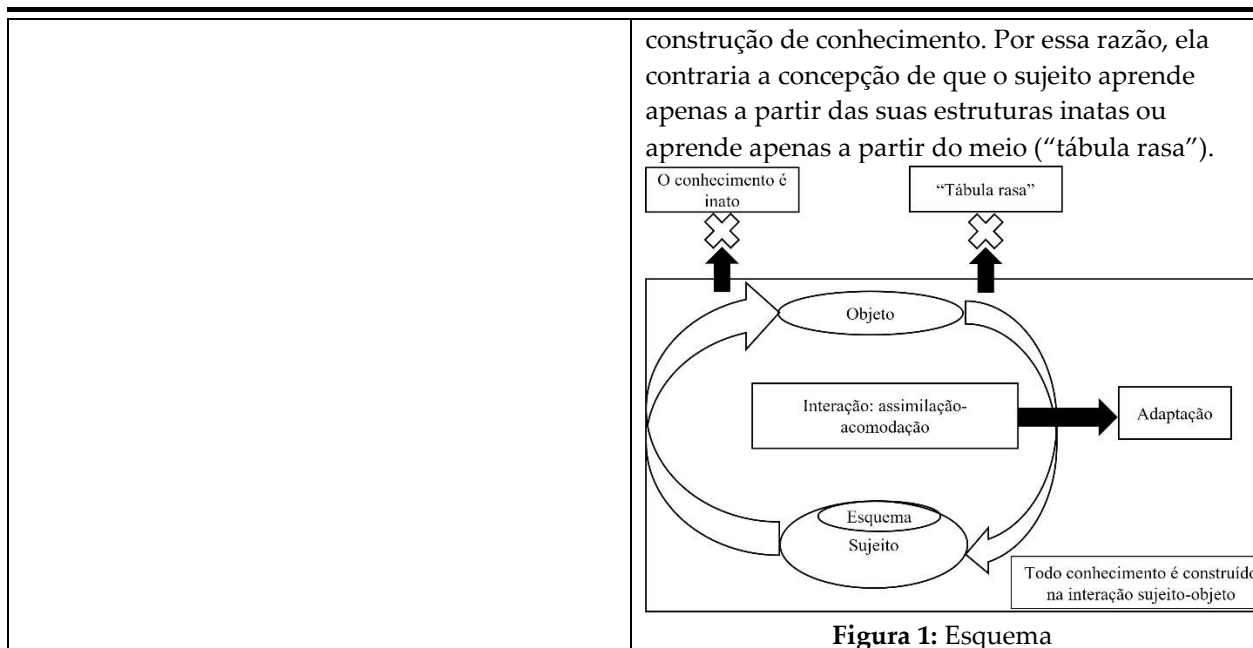 construção de conhecimento. Por essa razão, ela
contraria a concepção de que o sujeito aprende
apenas a partir das suas estruturas inatas ou
aprende apenas a partir do meio (“tábula rasa”).
O conhecimento é
inato
“Tábula rasa”
Objeto
Interação: assimilação-
acomodação
Adaptação
Esquema
Sujeito
Todo conhecimento é construído
na interação sujeito-objeto
Figura 1: Esquema